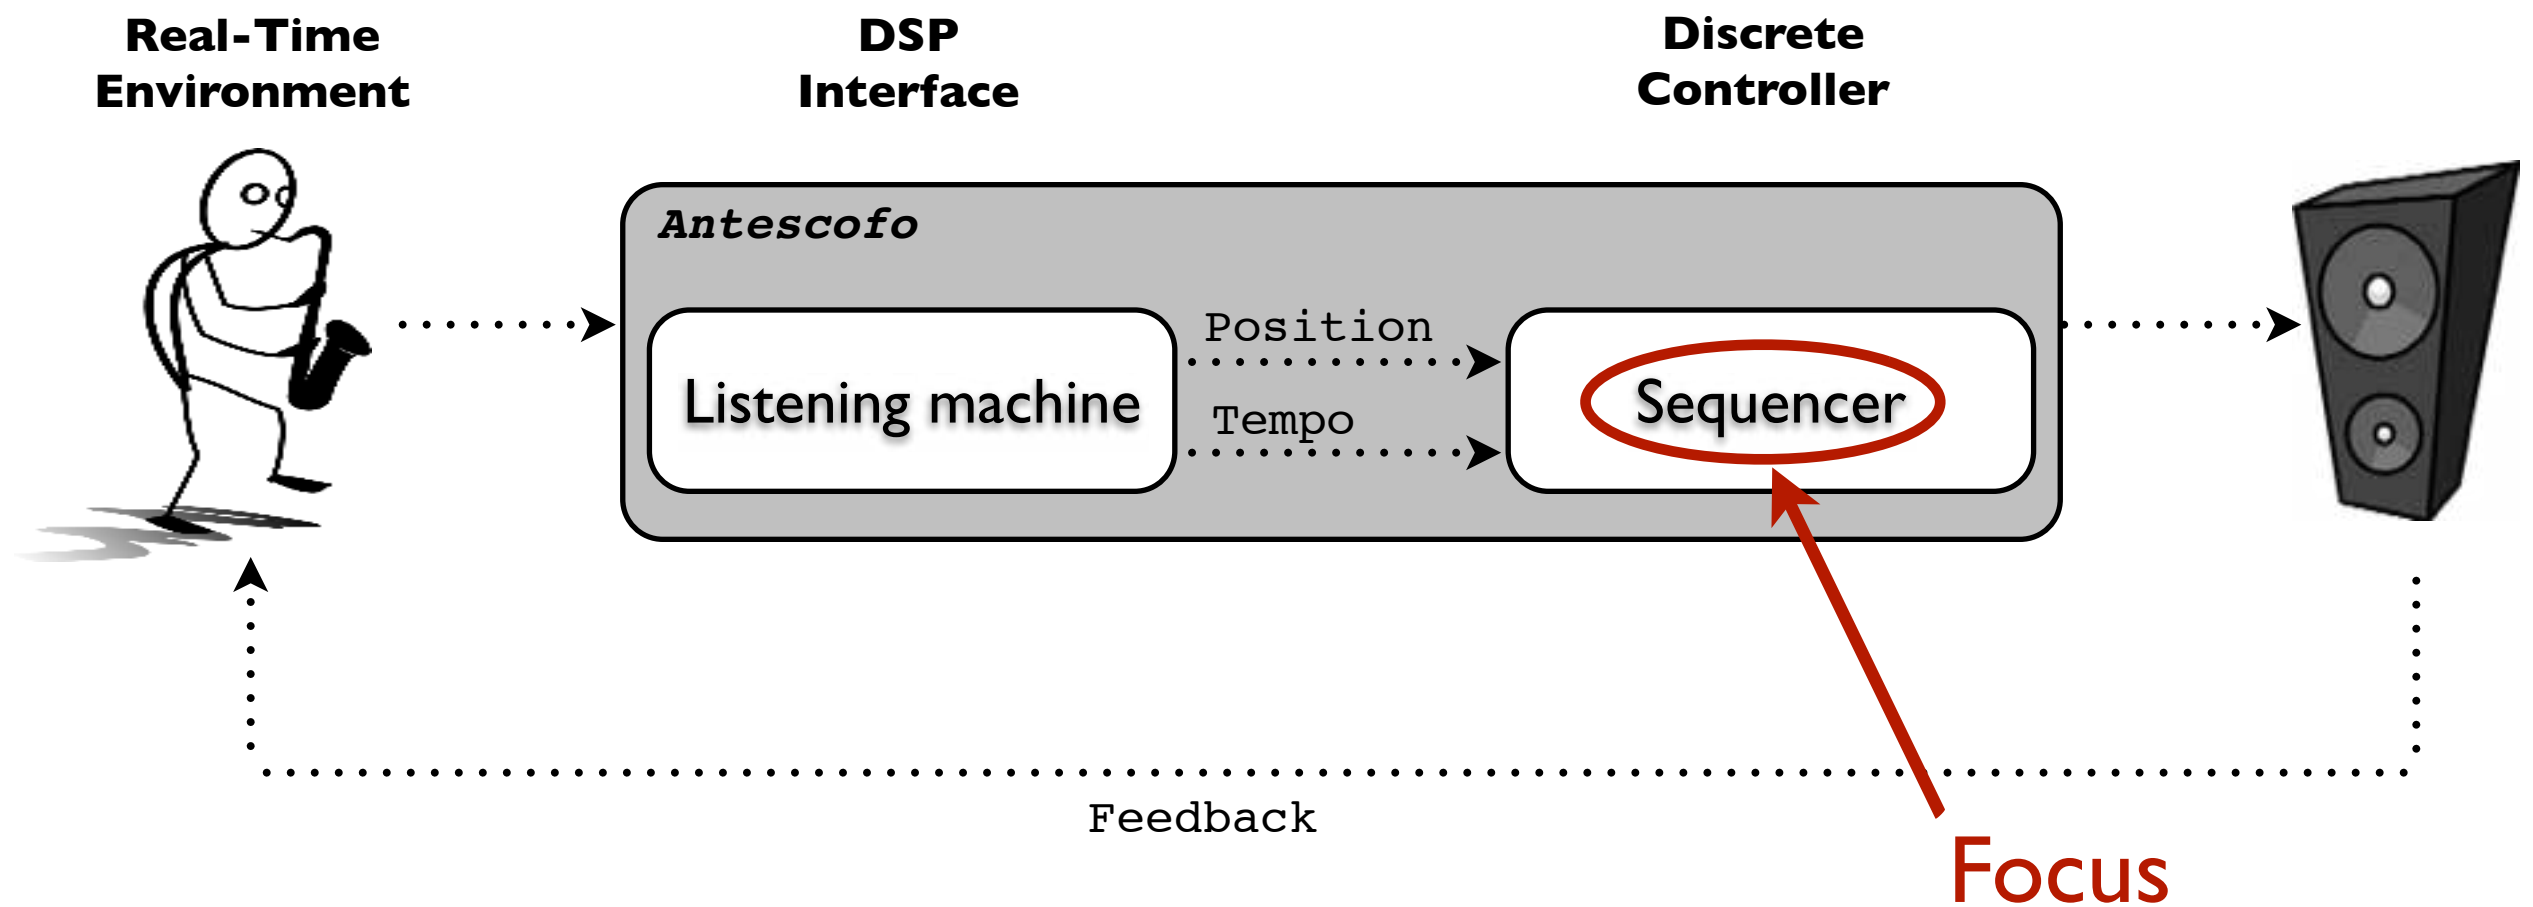 Real-Time
Environment
DSP
Interface
Discrete
Controller
Antescofo
Listening machine
Position
Tempo
Sequencer
Feedback
Focus